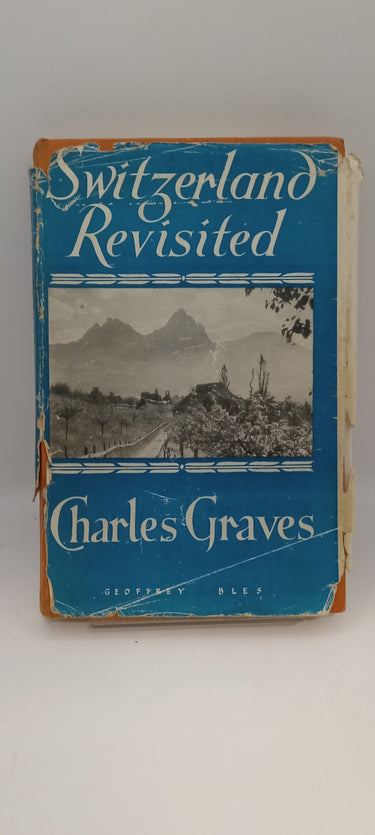 Switzerland
Revisited
Charles Graves
GEOFFREY BLES